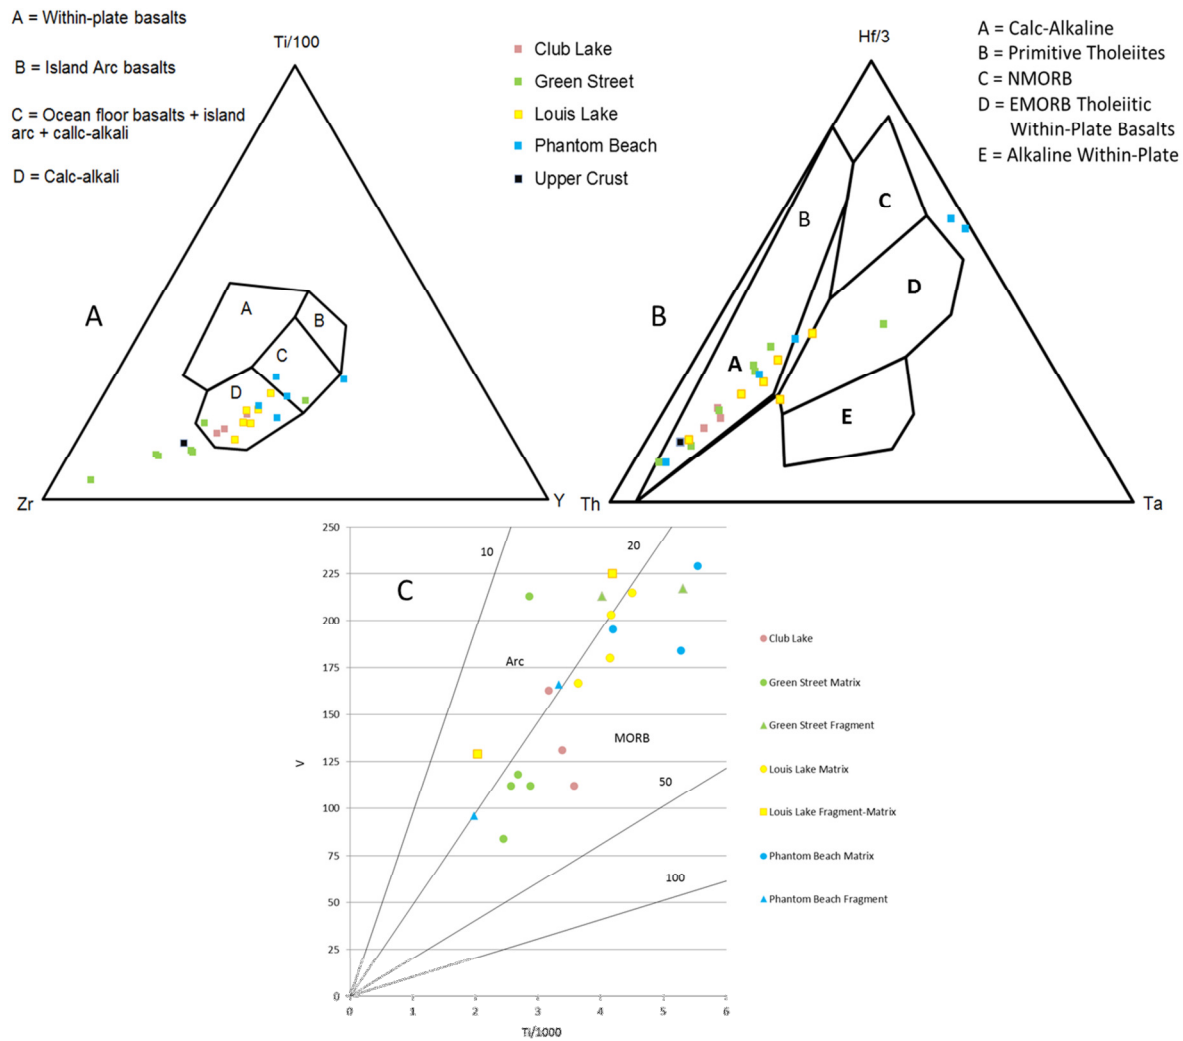 A = Within-plate basalts
B = Island Arc basalts
C = Ocean floor basalts + island
arc + callc-alkali
D = Calc-alkali
Ti/100
A
B
C
D
A
Zr
Y
Club Lake
Green Street
Louis Lake
Phantom Beach
Upper Crust
Hf/3
A = Calc-Alkaline
B = Primitive Tholeiites
C = NMORB
D = EMORB Tholeiitic
Within-Plate Basalts
E = Alkaline Within-Plate
B
C
D
B
A
E
Th
Ta
250
225
200
175
150
125
100
75
50
25
0
V
C
10
20
Arc
MORB
50
100
0 1 2 3 4 5 6
Ti/1000
Club Lake
Green Street Matrix
Green Street Fragment
Louis Lake Matrix
Louis Lake Fragment-Matrix
Phantom Beach Matrix
Phantom Beach Fragment